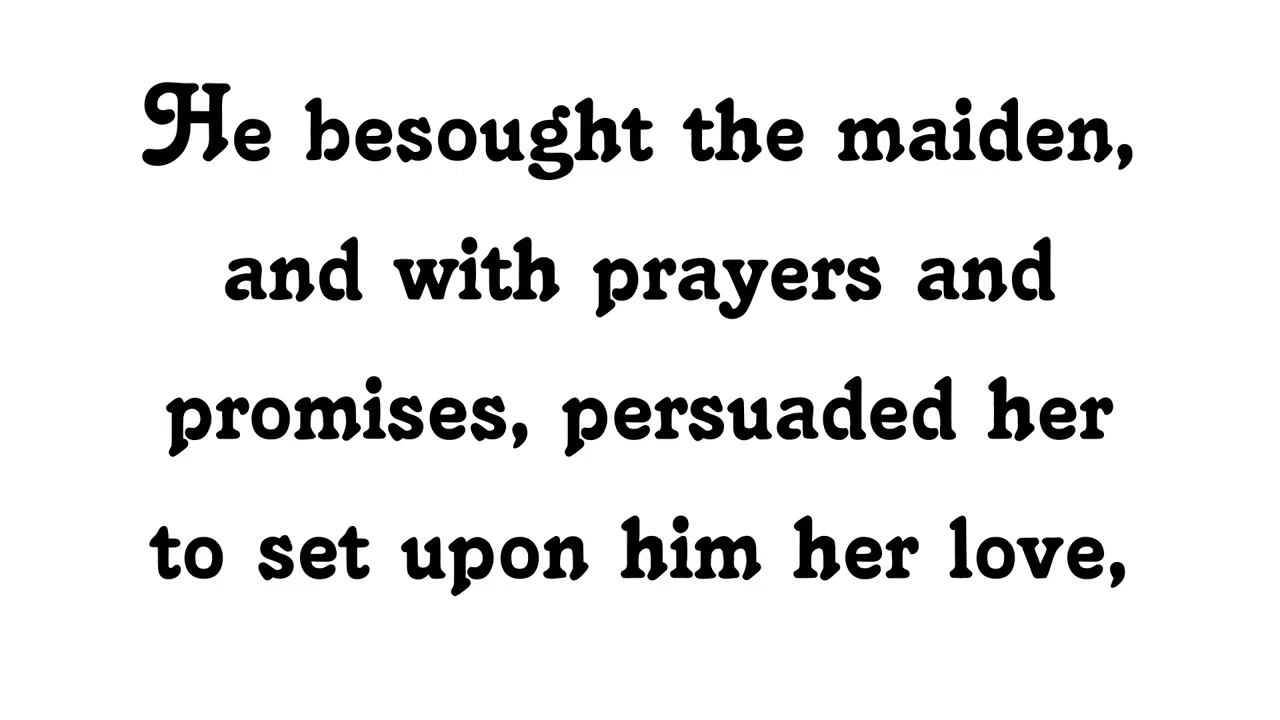 He besought the maiden,
and with prayers and
promises, persuaded her
to set upon him her love,